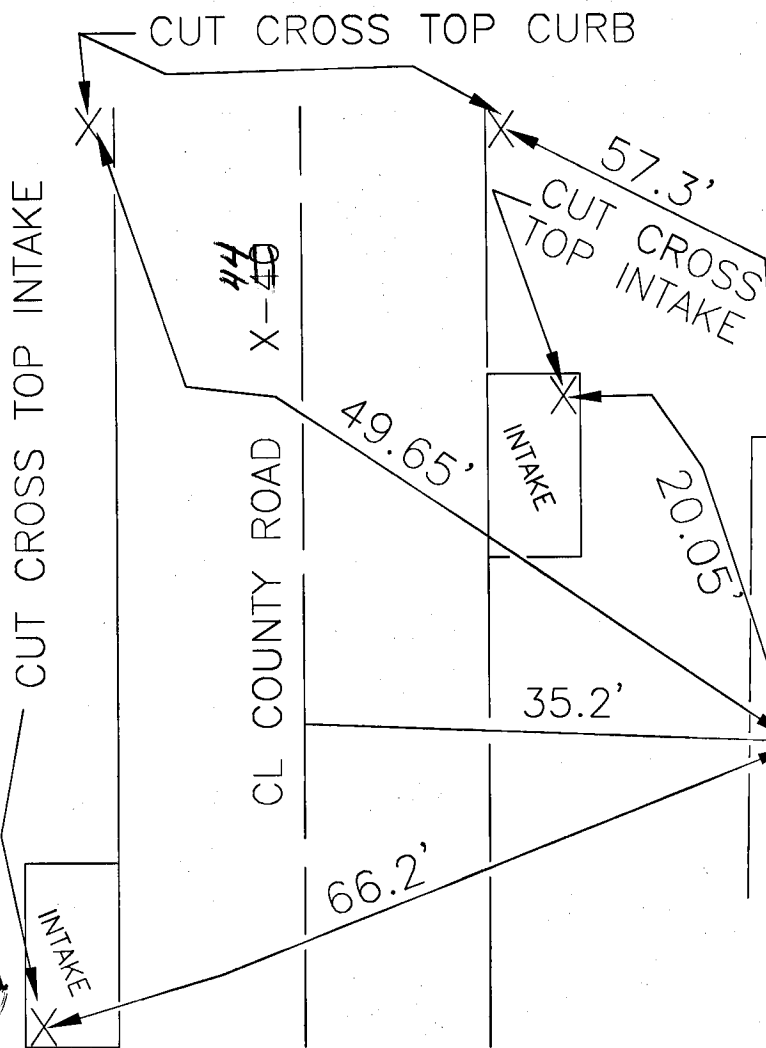 CUT CROSS TOP CURB
57.3'
CUT CROSS
TOP INTAKE
CUT CROSS TOP INTAKE
44
X-40
49.65'
INTAKE
20.05'
CL COUNTY ROAD
35.2'
66.2'
INTAKE